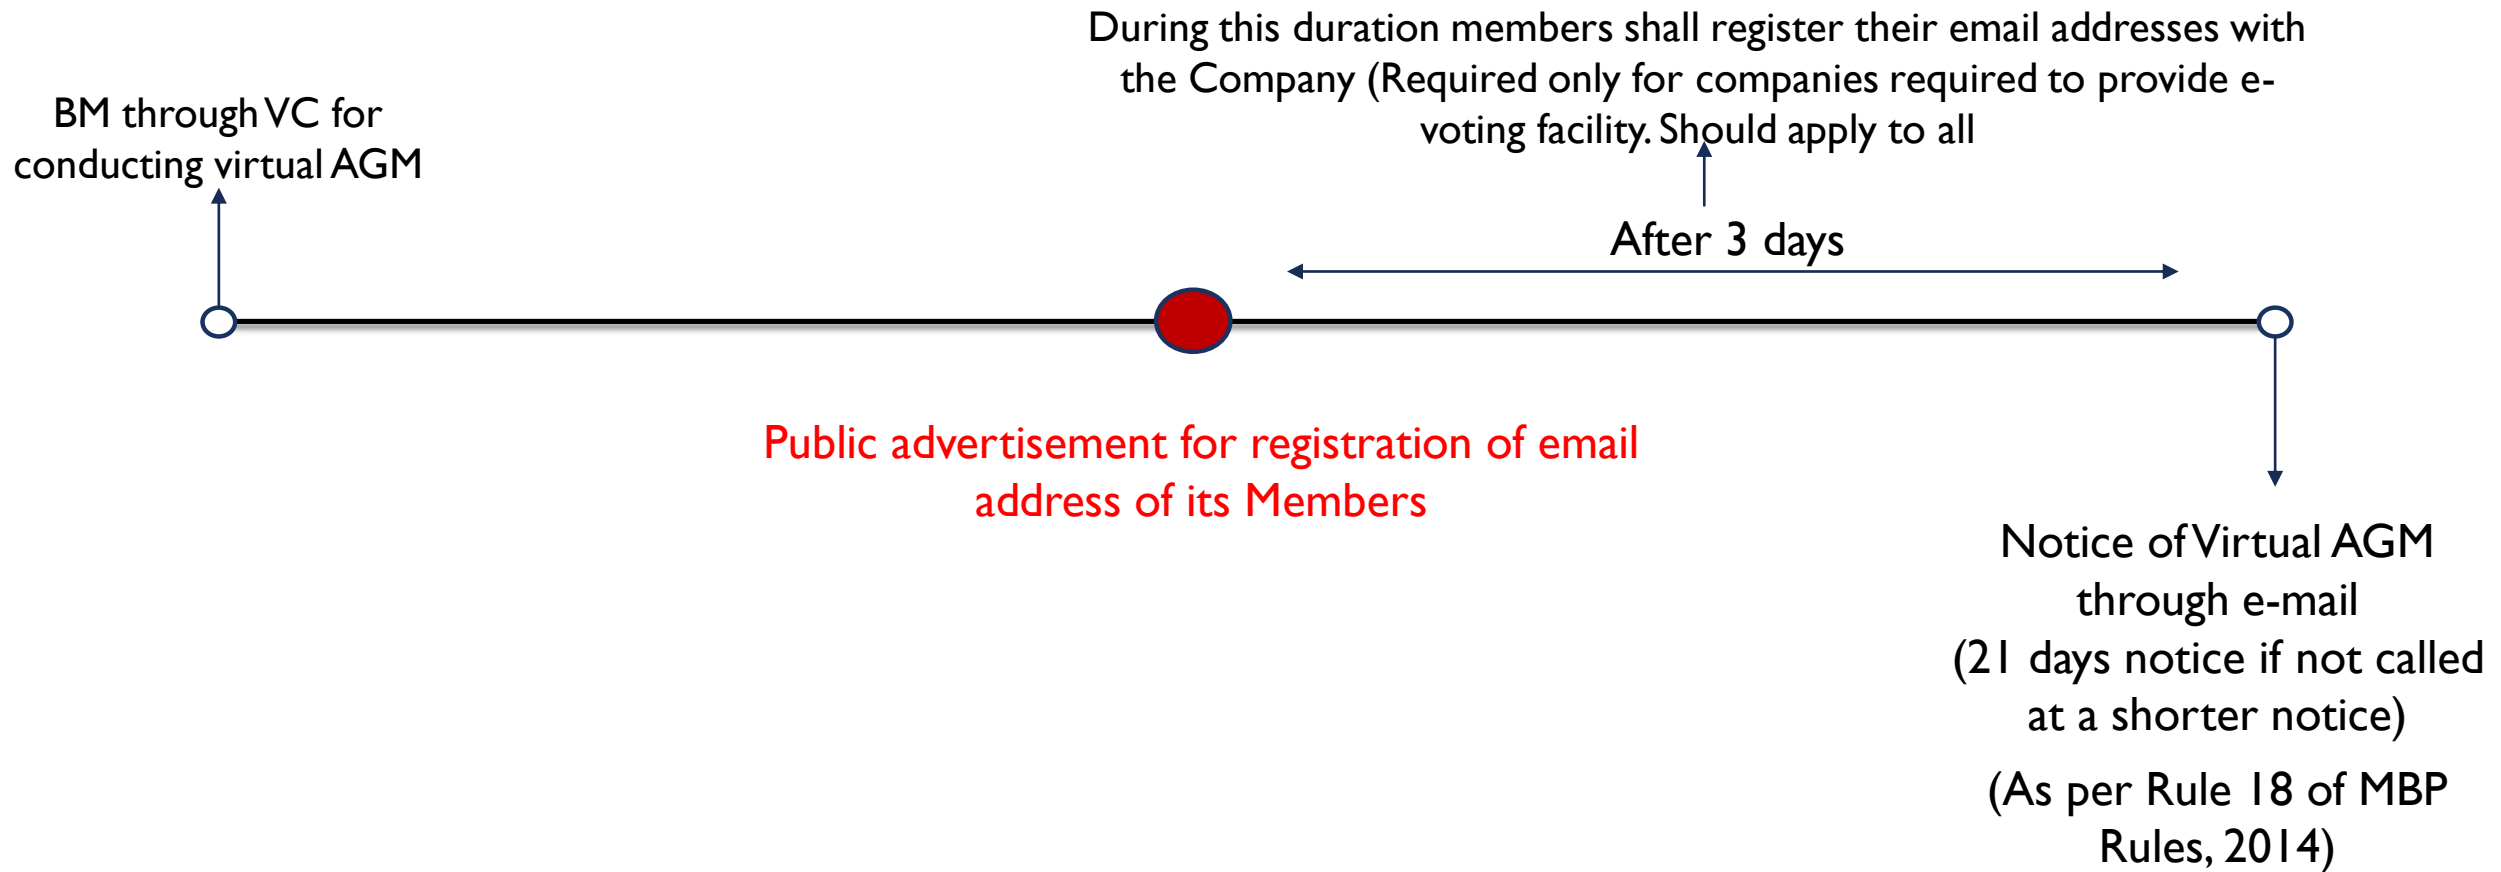 BM through VC for
conducting virtual AGM
During this duration members shall register their email addresses with
the Company (Required only for companies required to provide e-
voting facility. Should apply to all
After 3 days
Public advertisement for registration of email
address of its Members
Notice of Virtual AGM
through e-mail
(21 days notice if not called
at a shorter notice)
(As per Rule 18 of MBP
Rules, 2014)